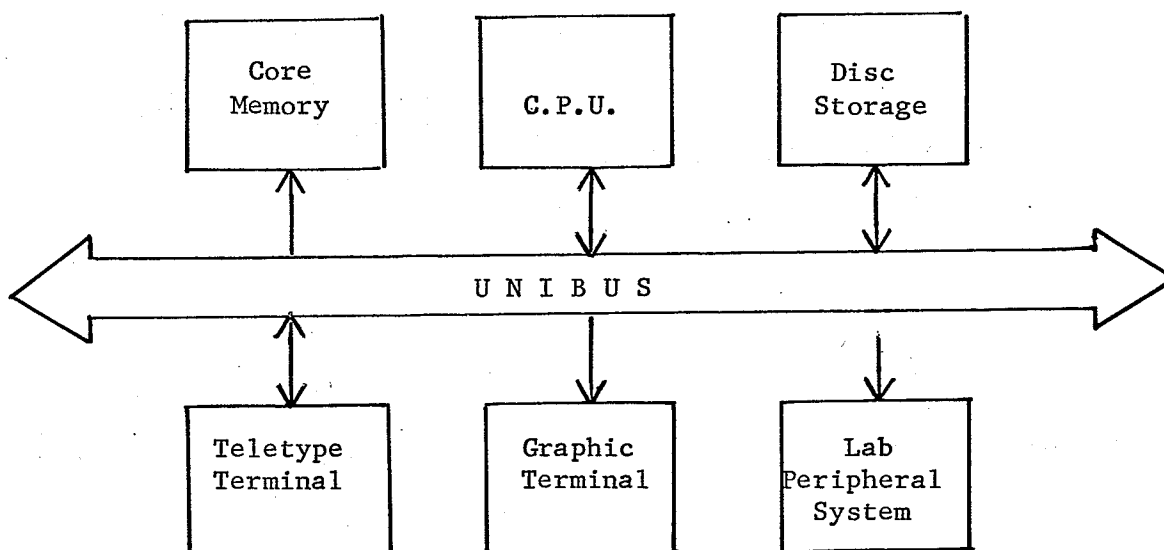 Core
Memory
C.P.U.
Disc
Storage
U N I B U S
Teletype
Terminal
Graphic
Terminal
Lab
Peripheral
System